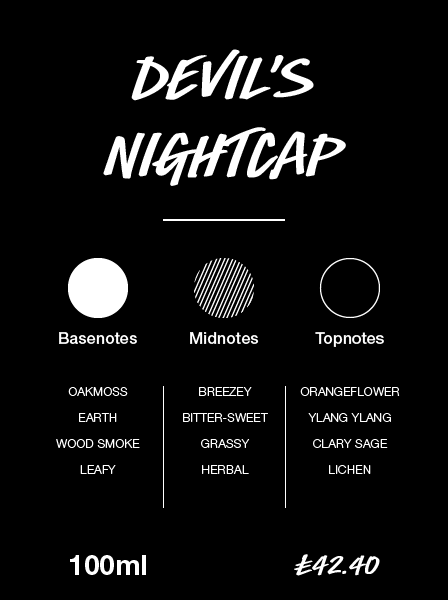 DEVIL'S
NIGHTCAP
Basenotes
Midnotes
Topnotes
OAKMOSS
EARTH
WOOD SMOKE
LEAFY
BREEZEY
BITTER-SWEET
GRASSY
HERBAL
ORANGEFLOWER
YLANG YLANG
CLARY SAGE
LICHEN
100ml
£42.40